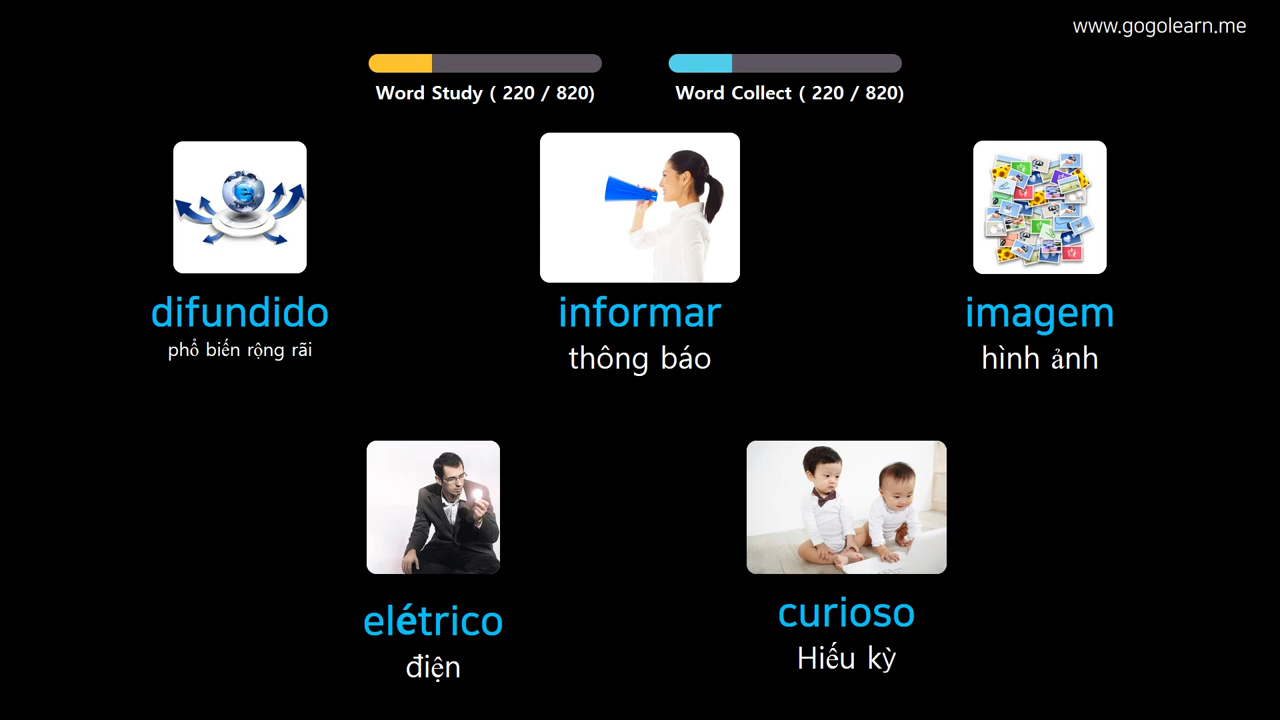 www.gogolearn.me
Word Study ( 220 / 820)
Word Collect ( 220 / 820)
difundido
phổ biến rộng rãi
informar
thông báo
imagem
hình ảnh
elétrico
điện
curioso
Hiếu kỳ